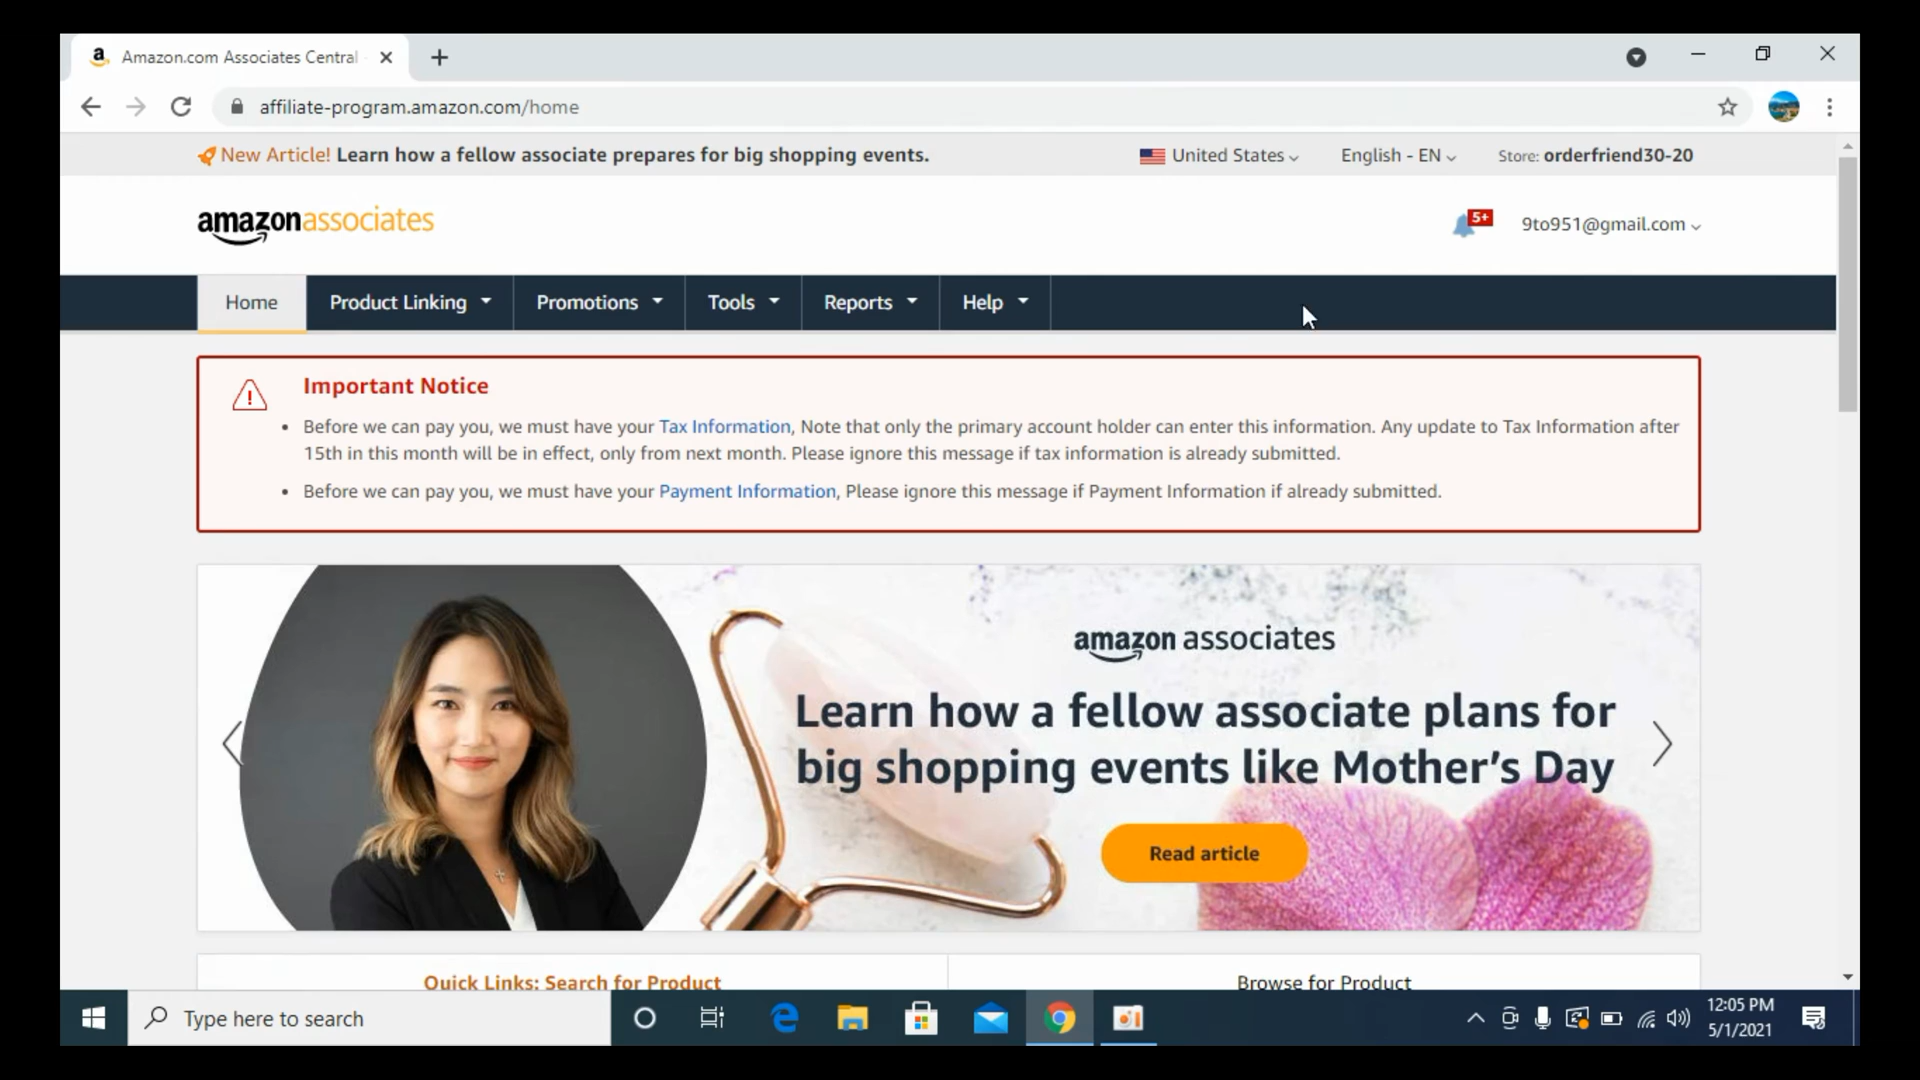 Amazon.com Associates Central
affiliate-program.amazon.com/home
New Article! Learn how a fellow associate prepares for big shopping events.
United States
English - EN
Store: orderfriend30-20
amazonassociates
5+
9to951@gmail.com
Home
Product Linking
Promotions
Tools
Reports
Help
Important Notice
• Before we can pay you, we must have your Tax Information, Note that only the primary account holder can enter this information. Any update to Tax Information after
15th in this month will be in effect, only from next month. Please ignore this message if tax information is already submitted.
• Before we can pay you, we must have your Payment Information, Please ignore this message if Payment Information if already submitted.
amazon associates
Learn how a fellow associate plans for
big shopping events like Mother's Day
Read article
Quick Links: Search for Product
Browse for Product
Type here to search
12:05 PM
5/1/2021